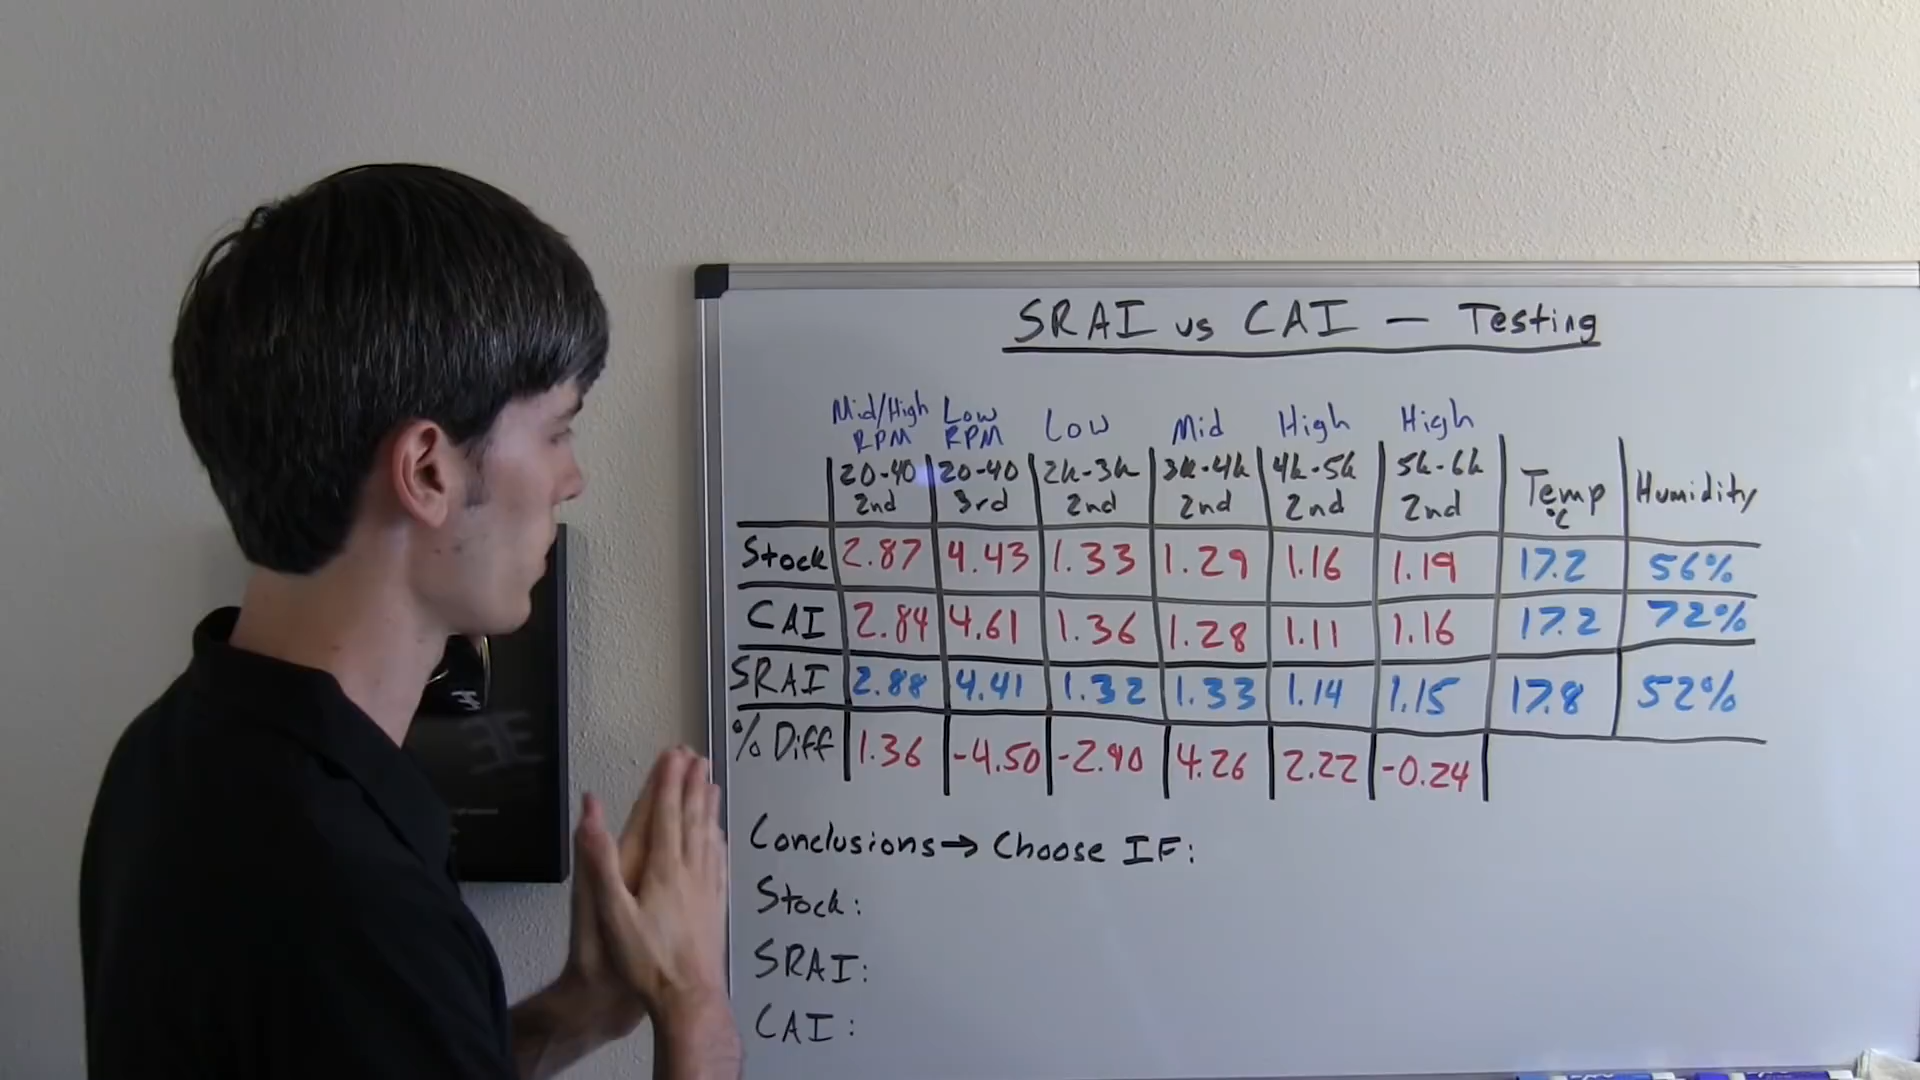 SRAI vs CAI — Testing
Mid/High RPM Low RPM Low Mid High High
20-40 2nd 20-40 3rd 2k-3k 2nd 3k-4k 2nd 4k-5k 2nd 5k-6k 2nd Temp °C Humidity
Stock 2.87 4.43 1.33 1.29 1.16 1.19 17.2 56%
CAI 2.84 4.61 1.36 1.28 1.11 1.16 17.2 72%
SRAI 2.88 4.41 1.32 1.33 1.14 1.15 17.8 52%
% Diff 1.36 -4.50 -2.90 4.26 2.22 -0.24
Conclusions → Choose IF:
Stock:
SRAI:
CAI: